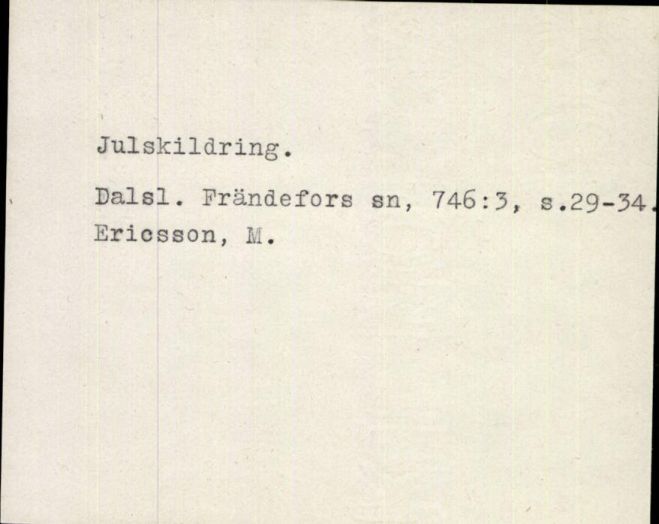 Julskildring.
Dalsl. Frändefors sn, 746:3, s.29-34.
Ericsson, M.